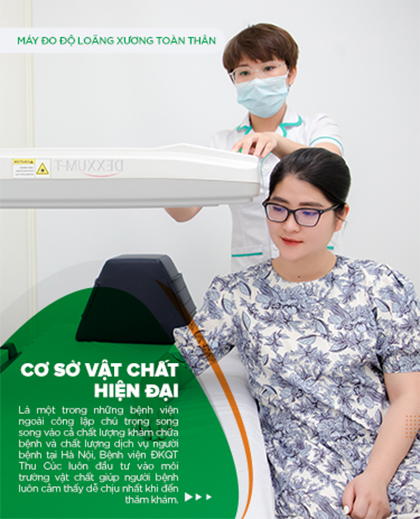 MÁY ĐO ĐỘ LOÃNG XƯƠNG TOÀN THÂN
DEXXUM-T
CƠ SỞ VẬT CHẤT
HIỆN ĐẠI
Là một trong những bệnh viện
ngoài công lập chú trọng song
song vào cả chất lượng khám chữa
bệnh và chất lượng dịch vụ người
bệnh tại Hà Nội, Bệnh viện ĐKQT
Thu Cúc luôn đầu tư vào môi
trường vật chất giúp người bệnh
luôn cảm thấy dễ chịu nhất khi đến
thăm khám.